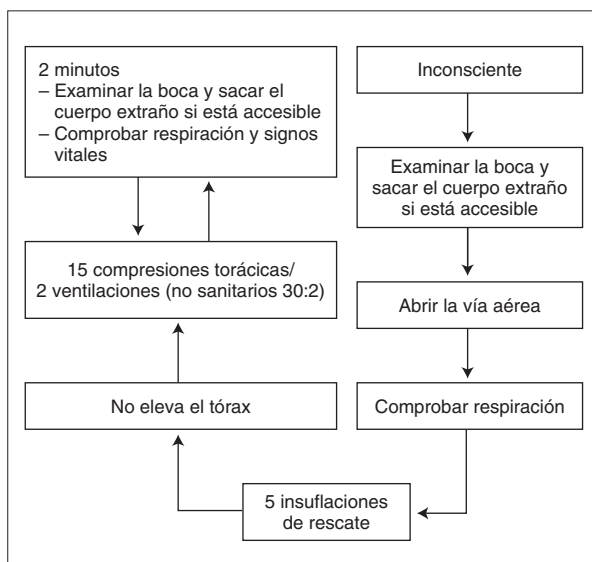 Inconsciente
Examinar la boca y
sacar el cuerpo extraño
si está accesible
Abrir la vía aérea
Comprobar respiración
5 insuflaciones
de rescate
No eleva el tórax
15 compresiones torácicas/
2 ventilaciones (no sanitarios 30:2)
2 minutos
– Examinar la boca y sacar el
cuerpo extraño si está accesible
– Comprobar respiración y signos
vitales